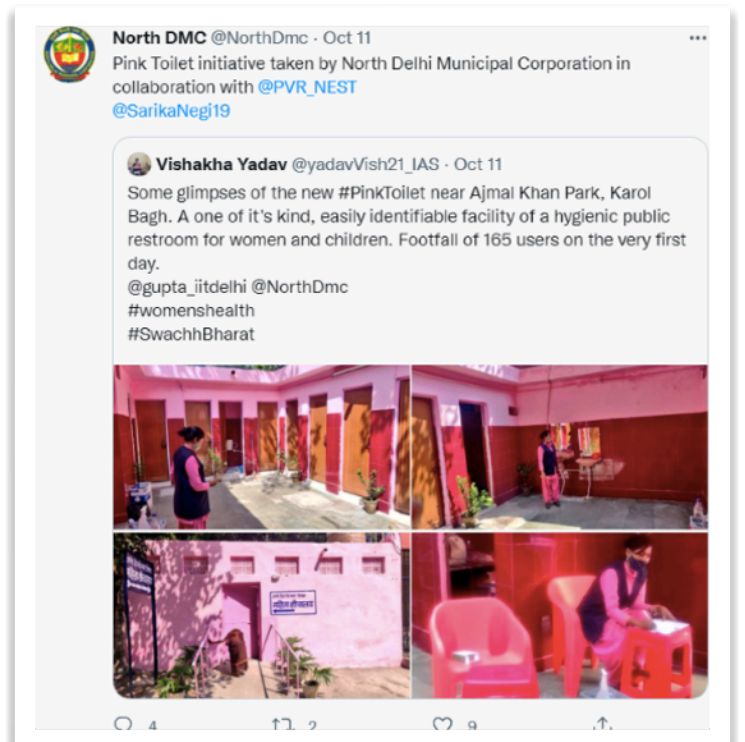 North DMC @NorthDmc · Oct 11
Pink Toilet initiative taken by North Delhi Municipal Corporation in
collaboration with @PVR_NEST
@SarikaNegi19
Vishakha Yadav @yadavVish21_IAS · Oct 11
Some glimpses of the new #PinkToilet near Ajmal Khan Park, Karol
Bagh. A one of it's kind, easily identifiable facility of a hygienic public
restroom for women and children. Footfall of 165 users on the very first
day.
@gupta_iitdelhi @NorthDmc
#womenshealth
#SwachhBharat
महिला शौचालय
4 2 9